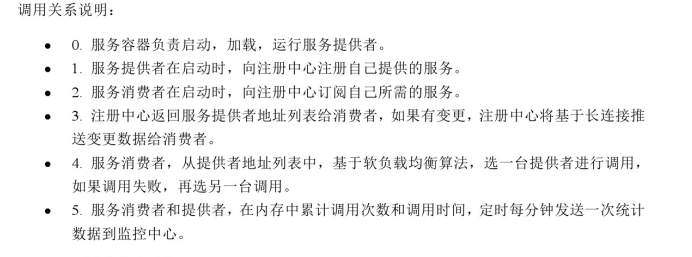 调用关系说明：
• 0. 服务容器负责启动，加载，运行服务提供者。
• 1. 服务提供者在启动时，向注册中心注册自己提供的服务。
• 2. 服务消费者在启动时，向注册中心订阅自己所需的服务。
• 3. 注册中心返回服务提供者地址列表给消费者，如果有变更，注册中心将基于长连接推
送变更数据给消费者。
• 4. 服务消费者，从提供者地址列表中，基于软负载均衡算法，选一台提供者进行调用，
如果调用失败，再选另一台调用。
• 5. 服务消费者和提供者，在内存中累计调用次数和调用时间，定时每分钟发送一次统计
数据到监控中心。